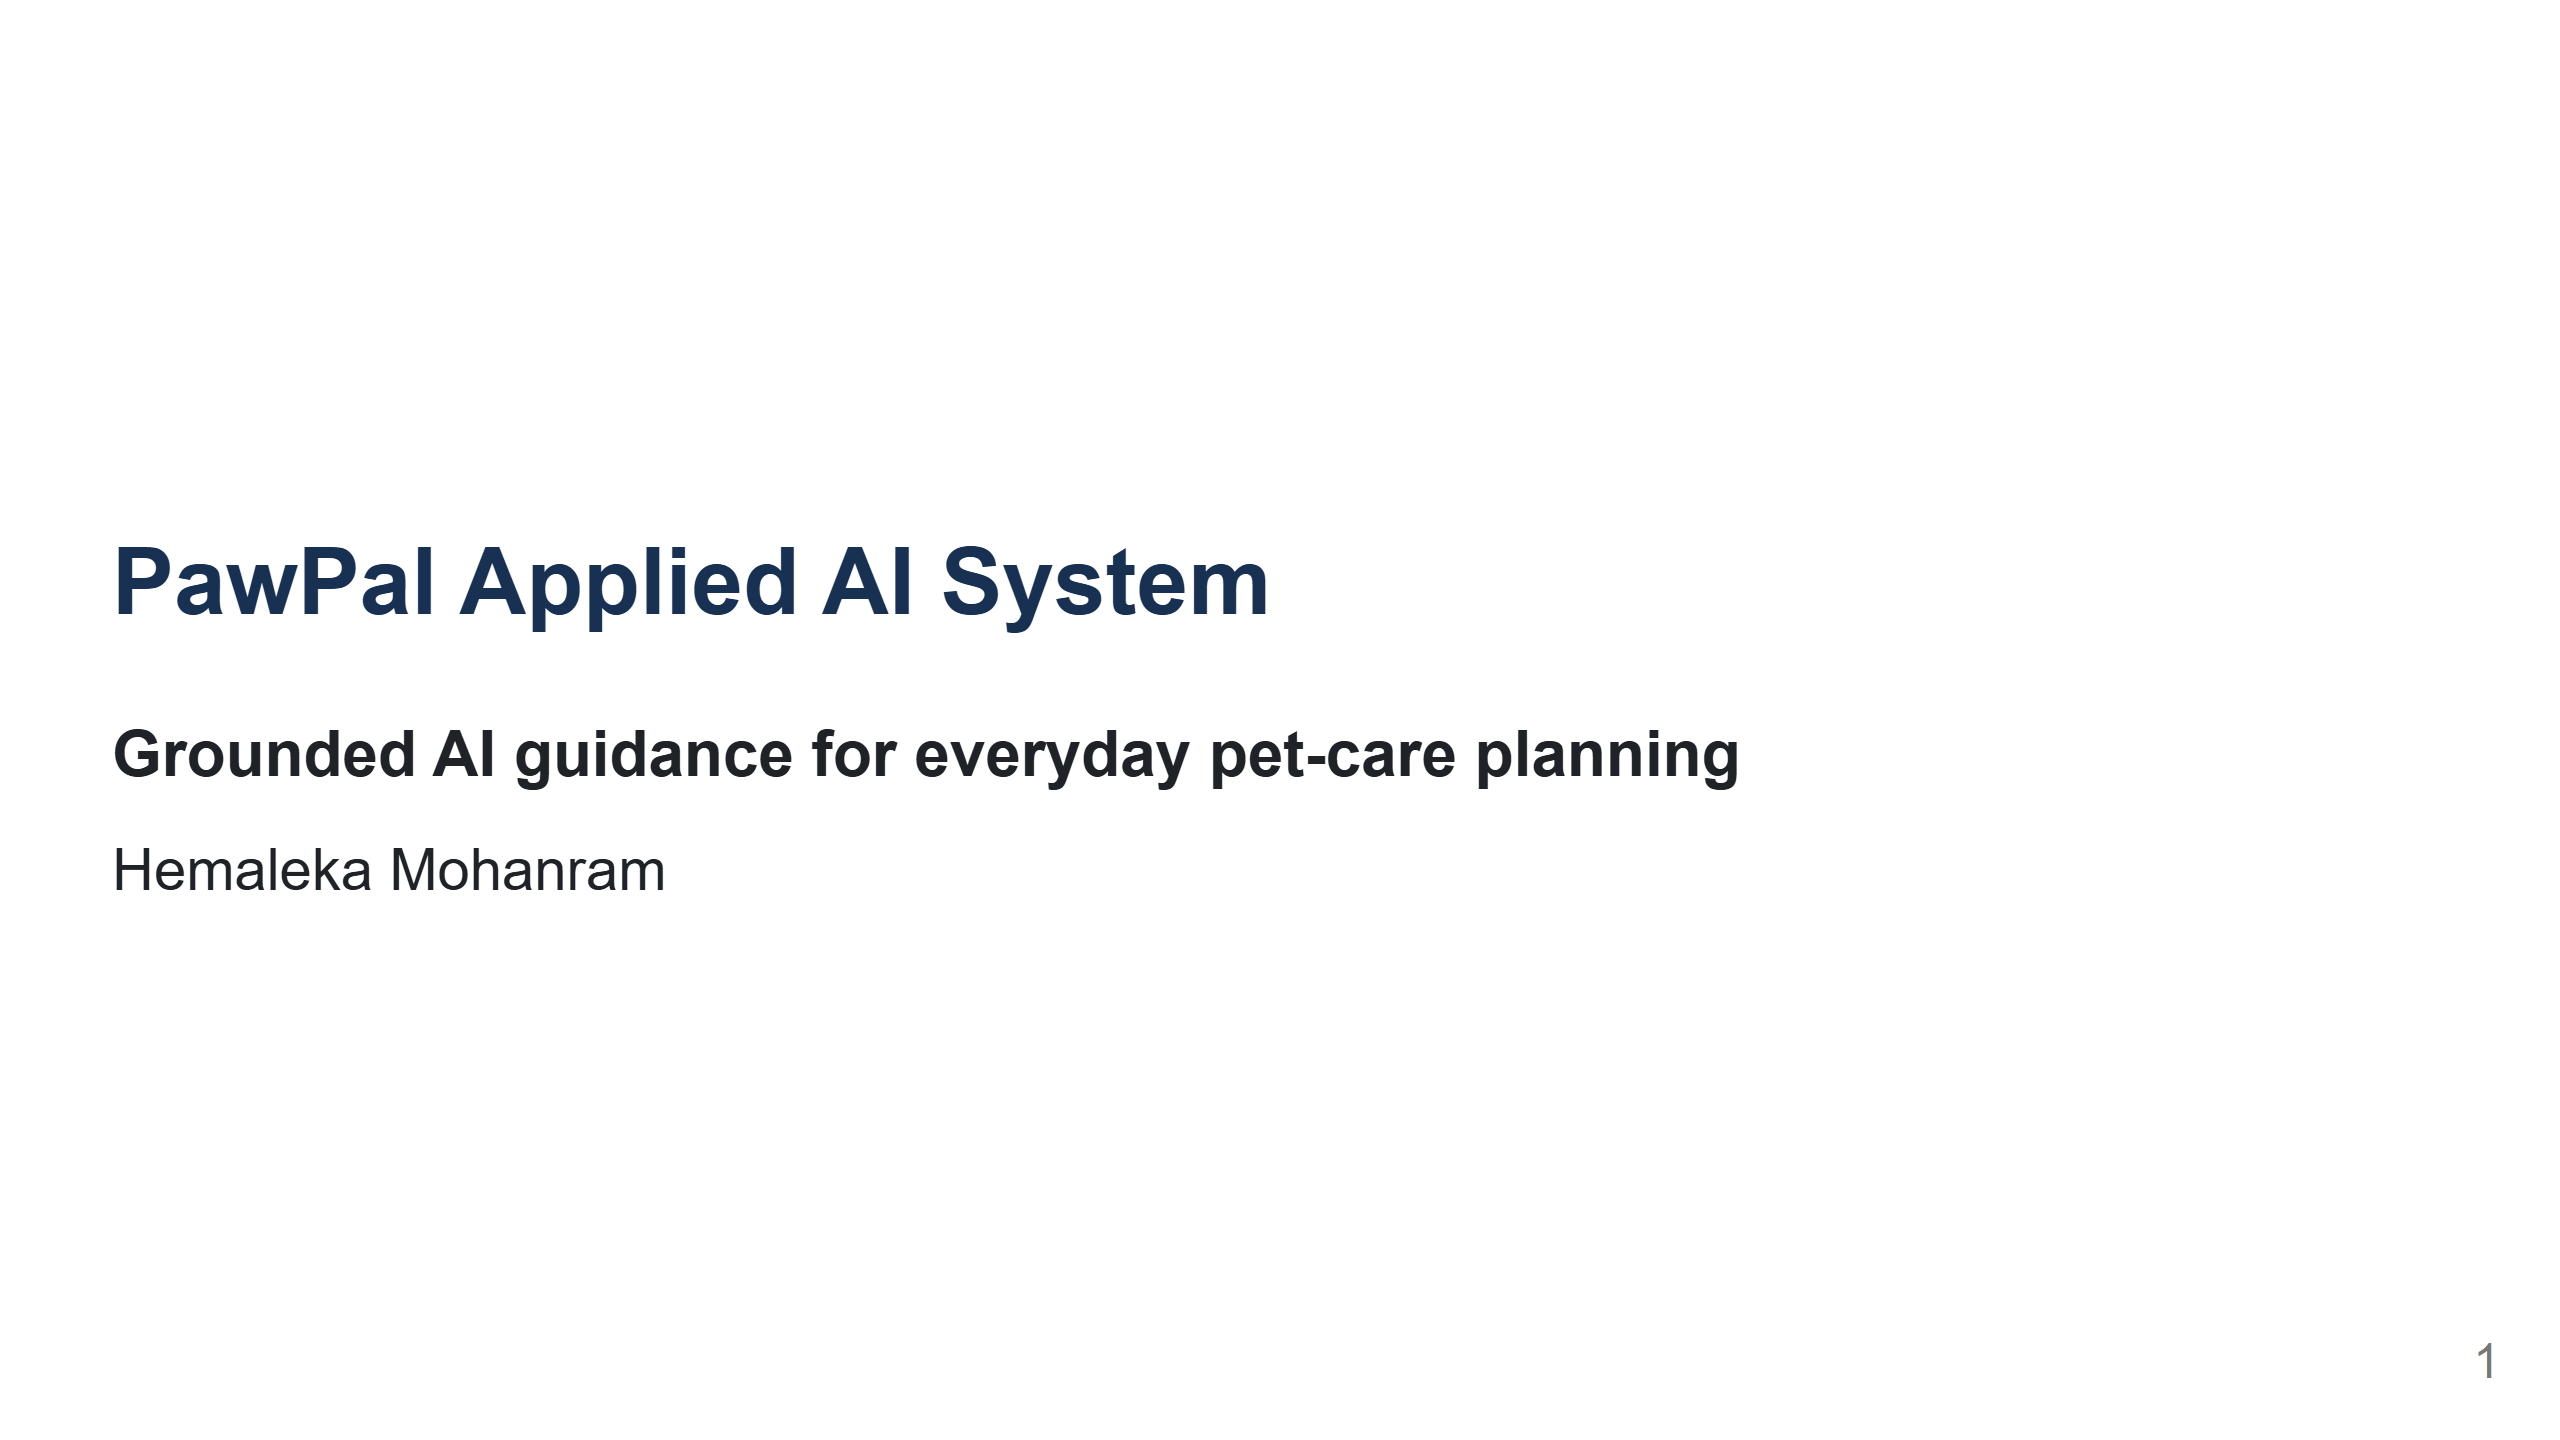 PawPal Applied AI System
Grounded AI guidance for everyday pet-care planning
Hemaleka Mohanram
1